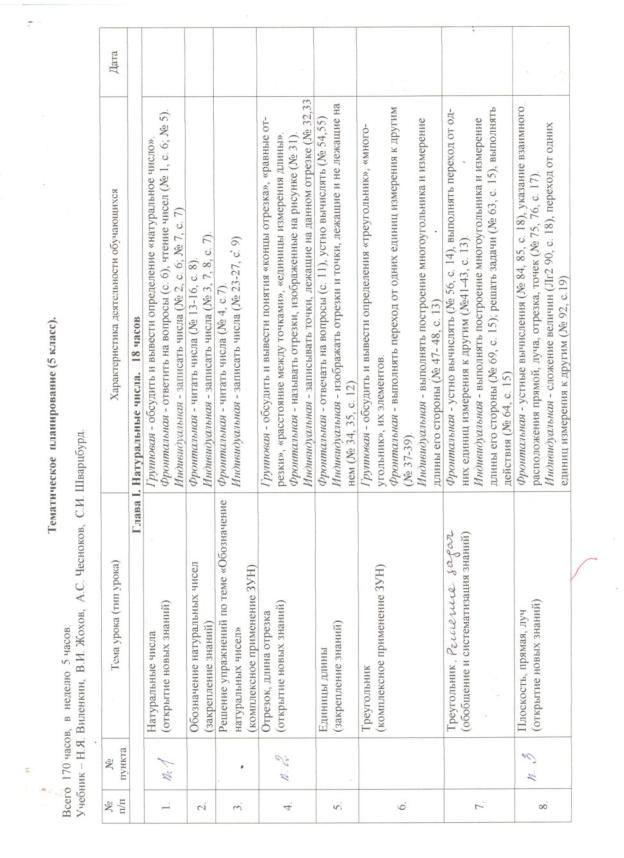 Тематическое планирование (5 класс).
Всего 170 часов, в неделю 5 часов.
Учебник – Н.Я. Виленкин, В.И. Жохов, А.С. Чесноков, С.И. Шварцбурд.
№ п/п
№ пункта
Тема урока (тип урока)
Характеристика деятельности обучающихся
Дата
Глава I. Натуральные числа. 18 часов
1.
п.1
Натуральные числа
(открытие новых знаний)
Групповая - обсудить и вывести определение «натуральное число».
Фронтальная - ответить на вопросы (с. 6), чтение чисел (№ 1, с. 6; № 5).
Индивидуальная - записать числа (№ 2, с. 6; № 7, с. 7)
2.
Обозначение натуральных чисел
(закрепление знаний)
Фронтальная - читать числа (№ 13-16, с. 8).
Индивидуальная - записать числа (№ 3, 7, 8, с. 7)
3.
Решение упражнений по теме «Обозначение
натуральных чисел»
(комплексное применение ЗУН)
Фронтальная - читать числа (№ 4, с.7).
Индивидуальная - записать числа (№ 23-27, с. 9)
4.
п. 2
Отрезок, длина отрезка
(открытие новых знаний)
Групповая - обсудить и вывести понятия «концы отрезка», «равные от-
резки», «расстояние между точками», «единицы измерения длины».
Фронтальная - называть отрезки, изображенные на рисунке (№ 31).
Индивидуальная - записывать точки, лежащие на данном отрезке (№ 32,33
5.
Единицы длины
(закрепление знаний)
Фронтальная - отвечать на вопросы (с. 11), устно вычислять (№ 54,55)
Индивидуальная - изображать отрезки и точки, лежащие и не лежащие на
нем (№ 34, 35, с. 12)
6.
Треугольник
(комплексное применение ЗУН)
Групповая - обсудить и вывести определения «треугольник», «много-
угольник», их элементов.
Фронтальная - выполнять переход от одних единиц измерения к другим
(№ 37-39).
Индивидуальная - выполнять построение многоугольника и измерение
длины его стороны (№ 47- 48, с. 13)
7.
Треугольник. Решение задач
(обобщение и систематизация знаний)
Фронтальная - устно вычислять (№ 56, с. 14), выполнять переход от од-
них единиц измерения к другим (№41-43, с. 13)
Индивидуальная - выполнять построение многоугольника и измерение
длины его стороны (№ 69, с. 15), решать задачи (№ 63, с. 15), выполнять
действия (№ 64, с. 15)
8.
п. 3
Плоскость, прямая, луч
(открытие новых знаний)
Фронтальная - устные вычисления (№ 84, 85, с. 18), указание взаимного
расположения прямой, луча, отрезка, точек (№ 75, 76, с. 17).
Индивидуальная - сложение величин (Лг2 90, с. 18), переход от одних
единиц измерения к другим (№ 92, с.19)